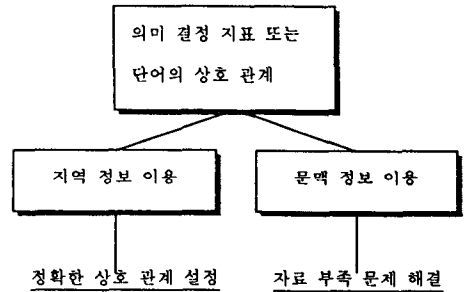 의미 결정 지표 또는
단어의 상호 관계
지역 정보 이용
문맥 정보 이용
정확한 상호 관계 설정
자료 부족 문제 해결